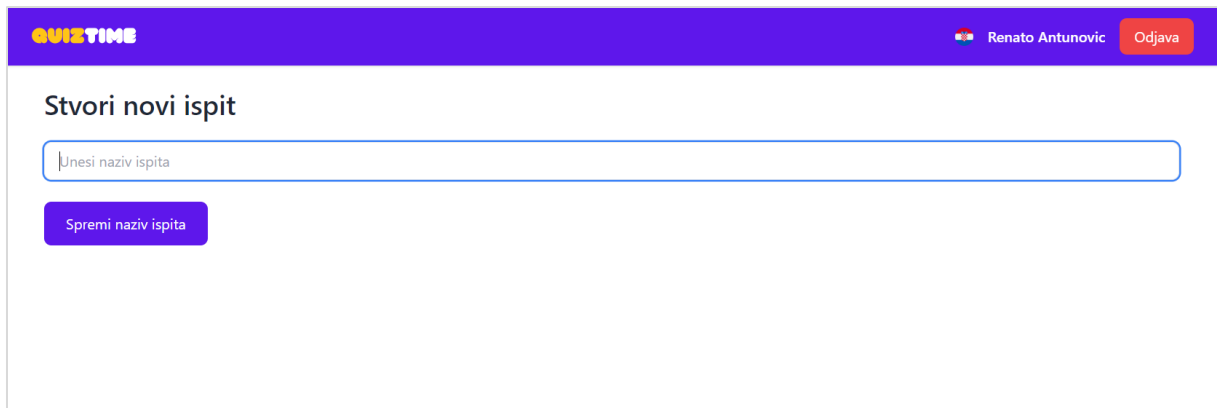 QUIZTIME
Renato Antunovic
Odjava
Stvori novi ispit
Unesi naziv ispita
Spremi naziv ispita